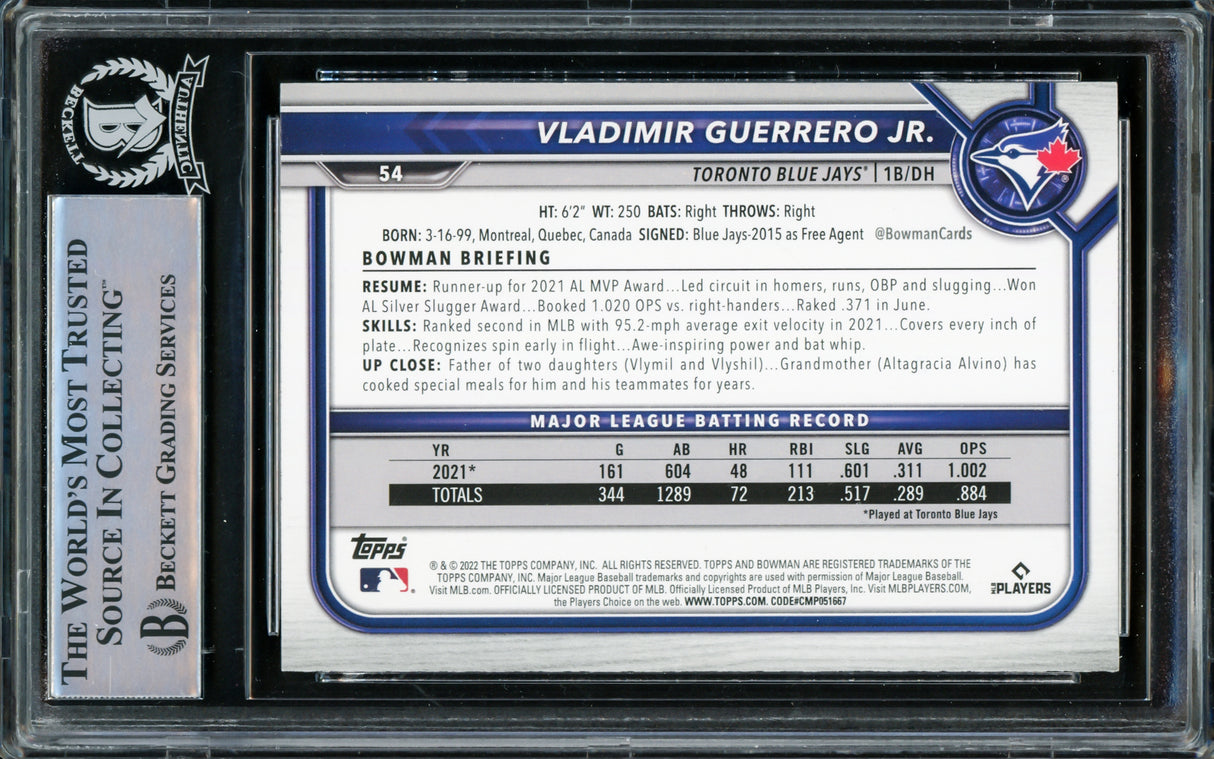 BECKETT
AUTHENTIC
B
THE WORLD'S MOST TRUSTED
SOURCE IN COLLECTING™
B BECKETT GRADING SERVICES
VLADIMIR GUERRERO JR.
54
TORONTO BLUE JAYS® | 1B/DH
HT: 6'2" WT: 250 BATS: Right THROWS: Right
BORN: 3-16-99, Montreal, Quebec, Canada SIGNED: Blue Jays-2015 as Free Agent @BowmanCards
BOWMAN BRIEFING
RESUME: Runner-up for 2021 AL MVP Award...Led circuit in homers, runs, OBP and slugging...Won
AL Silver Slugger Award...Booked 1.020 OPS vs. right-handers...Raked .371 in June.
SKILLS: Ranked second in MLB with 95.2-mph average exit velocity in 2021...Covers every inch of
plate...Recognizes spin early in flight...Awe-inspiring power and bat whip.
UP CLOSE: Father of two daughters (Vlymil and Vlyshil)...Grandmother (Altagracia Alvino) has
cooked special meals for him and his teammates for years.
MAJOR LEAGUE BATTING RECORD
YR G AB HR RBI SLG AVG OPS
2021* 161 604 48 111 .601 .311 1.002
TOTALS 344 1289 72 213 .517 .289 .884
*Played at Toronto Blue Jays
Topps®
® & © 2022 THE TOPPS COMPANY, INC. ALL RIGHTS RESERVED. TOPPS AND BOWMAN ARE REGISTERED TRADEMARKS OF THE
TOPPS COMPANY, INC. Major League Baseball trademarks and copyrights are used with permission of Major League Baseball.
Visit MLB.com. OFFICIALLY LICENSED PRODUCT OF MLB. Officially Licensed Product of MLB Players, Inc. Visit MLBPLAYERS.COM,
the Players Choice on the web. WWW.TOPPS.COM. CODE#CMP051667
MLB PLAYERS